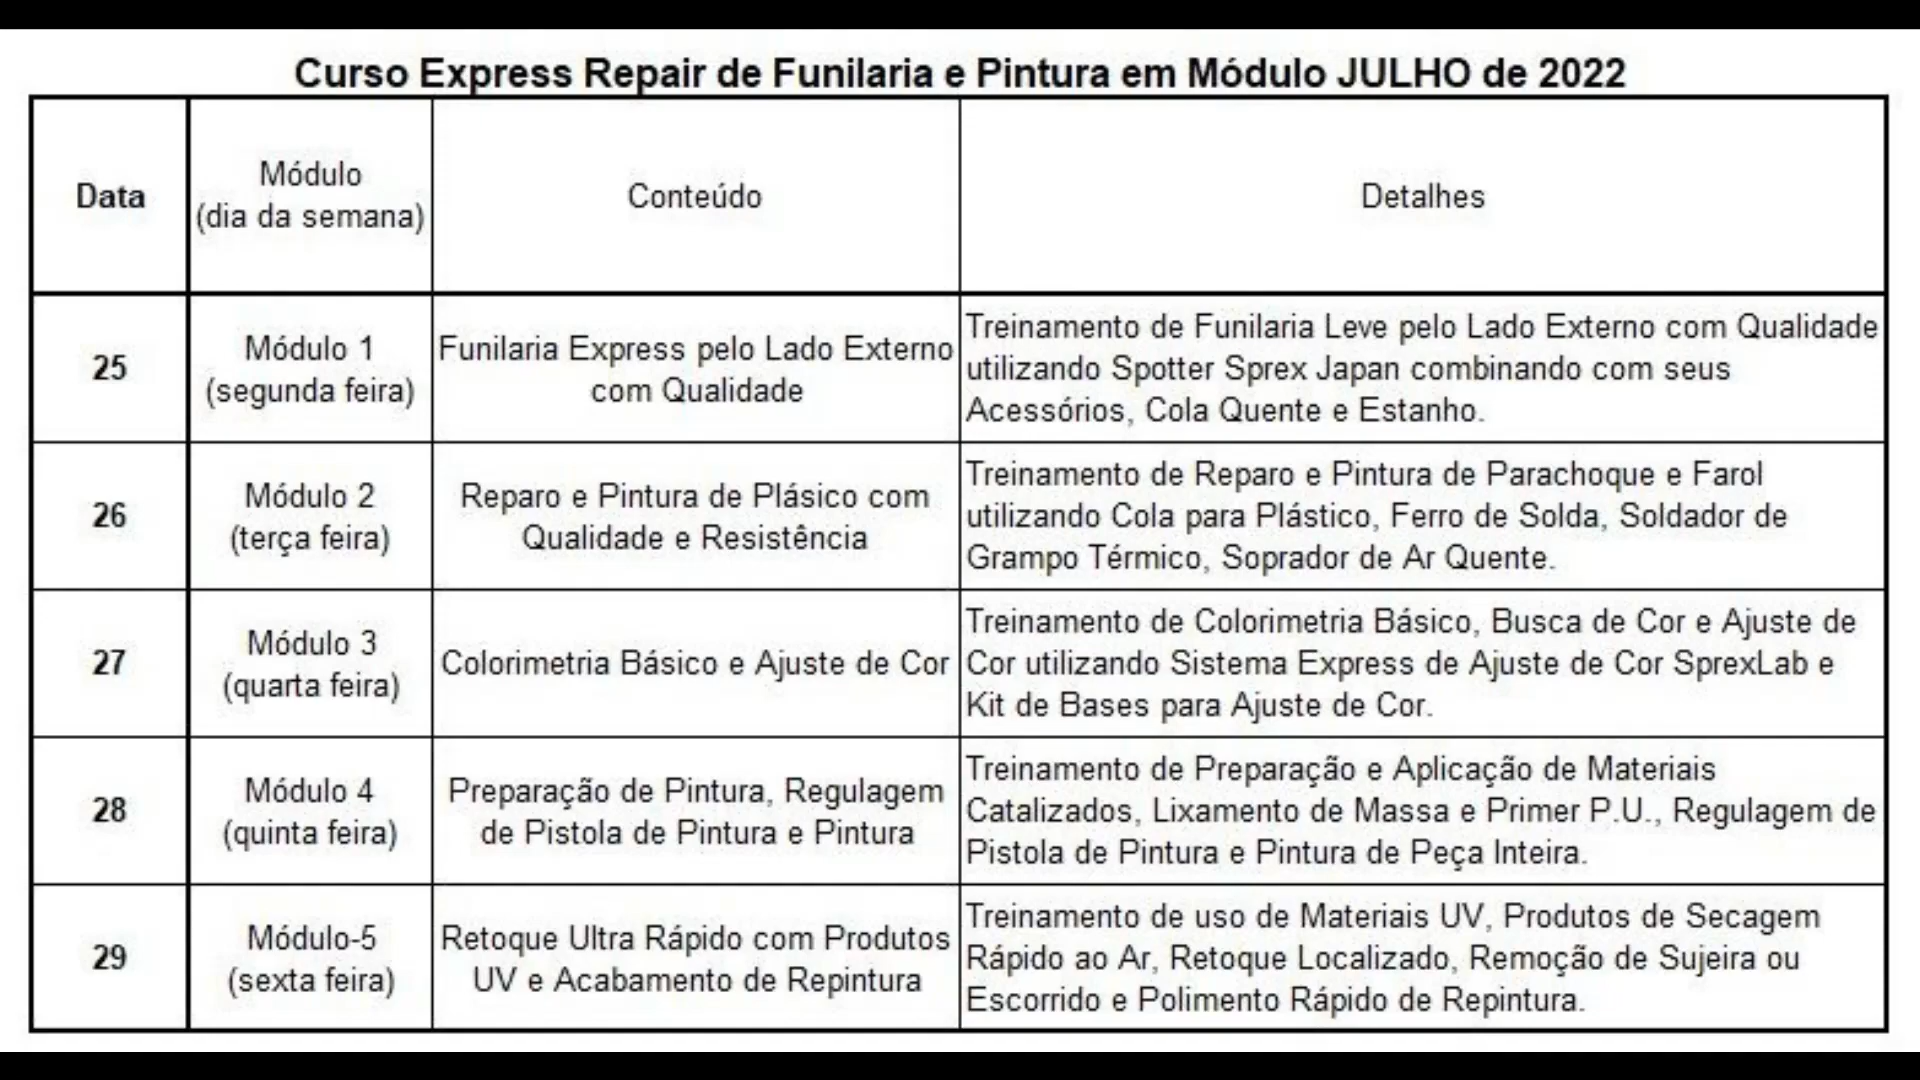 Curso Express Repair de Funilaria e Pintura em Módulo JULHO de 2022
Data
Módulo
(dia da semana)
Conteúdo
Detalhes
25
Módulo 1
(segunda feira)
Funilaria Express pelo Lado Externo
com Qualidade
Treinamento de Funilaria Leve pelo Lado Externo com Qualidade
utilizando Spotter Sprex Japan combinando com seus
Acessórios, Cola Quente e Estanho.
26
Módulo 2
(terça feira)
Reparo e Pintura de Plásico com
Qualidade e Resistência
Treinamento de Reparo e Pintura de Parachoque e Farol
utilizando Cola para Plástico, Ferro de Solda, Soldador de
Grampo Térmico, Soprador de Ar Quente.
27
Módulo 3
(quarta feira)
Colorimetria Básico e Ajuste de Cor
Treinamento de Colorimetria Básico, Busca de Cor e Ajuste de
Cor utilizando Sistema Express de Ajuste de Cor SprexLab e
Kit de Bases para Ajuste de Cor.
28
Módulo 4
(quinta feira)
Preparação de Pintura, Regulagem
de Pistola de Pintura e Pintura
Treinamento de Preparação e Aplicação de Materiais
Catalizados, Lixamento de Massa e Primer P.U., Regulagem de
Pistola de Pintura e Pintura de Peça Inteira.
29
Módulo-5
(sexta feira)
Retoque Ultra Rápido com Produtos
UV e Acabamento de Repintura
Treinamento de uso de Materiais UV, Produtos de Secagem
Rápido ao Ar, Retoque Localizado, Remoção de Sujeira ou
Escorrido e Polimento Rápido de Repintura.